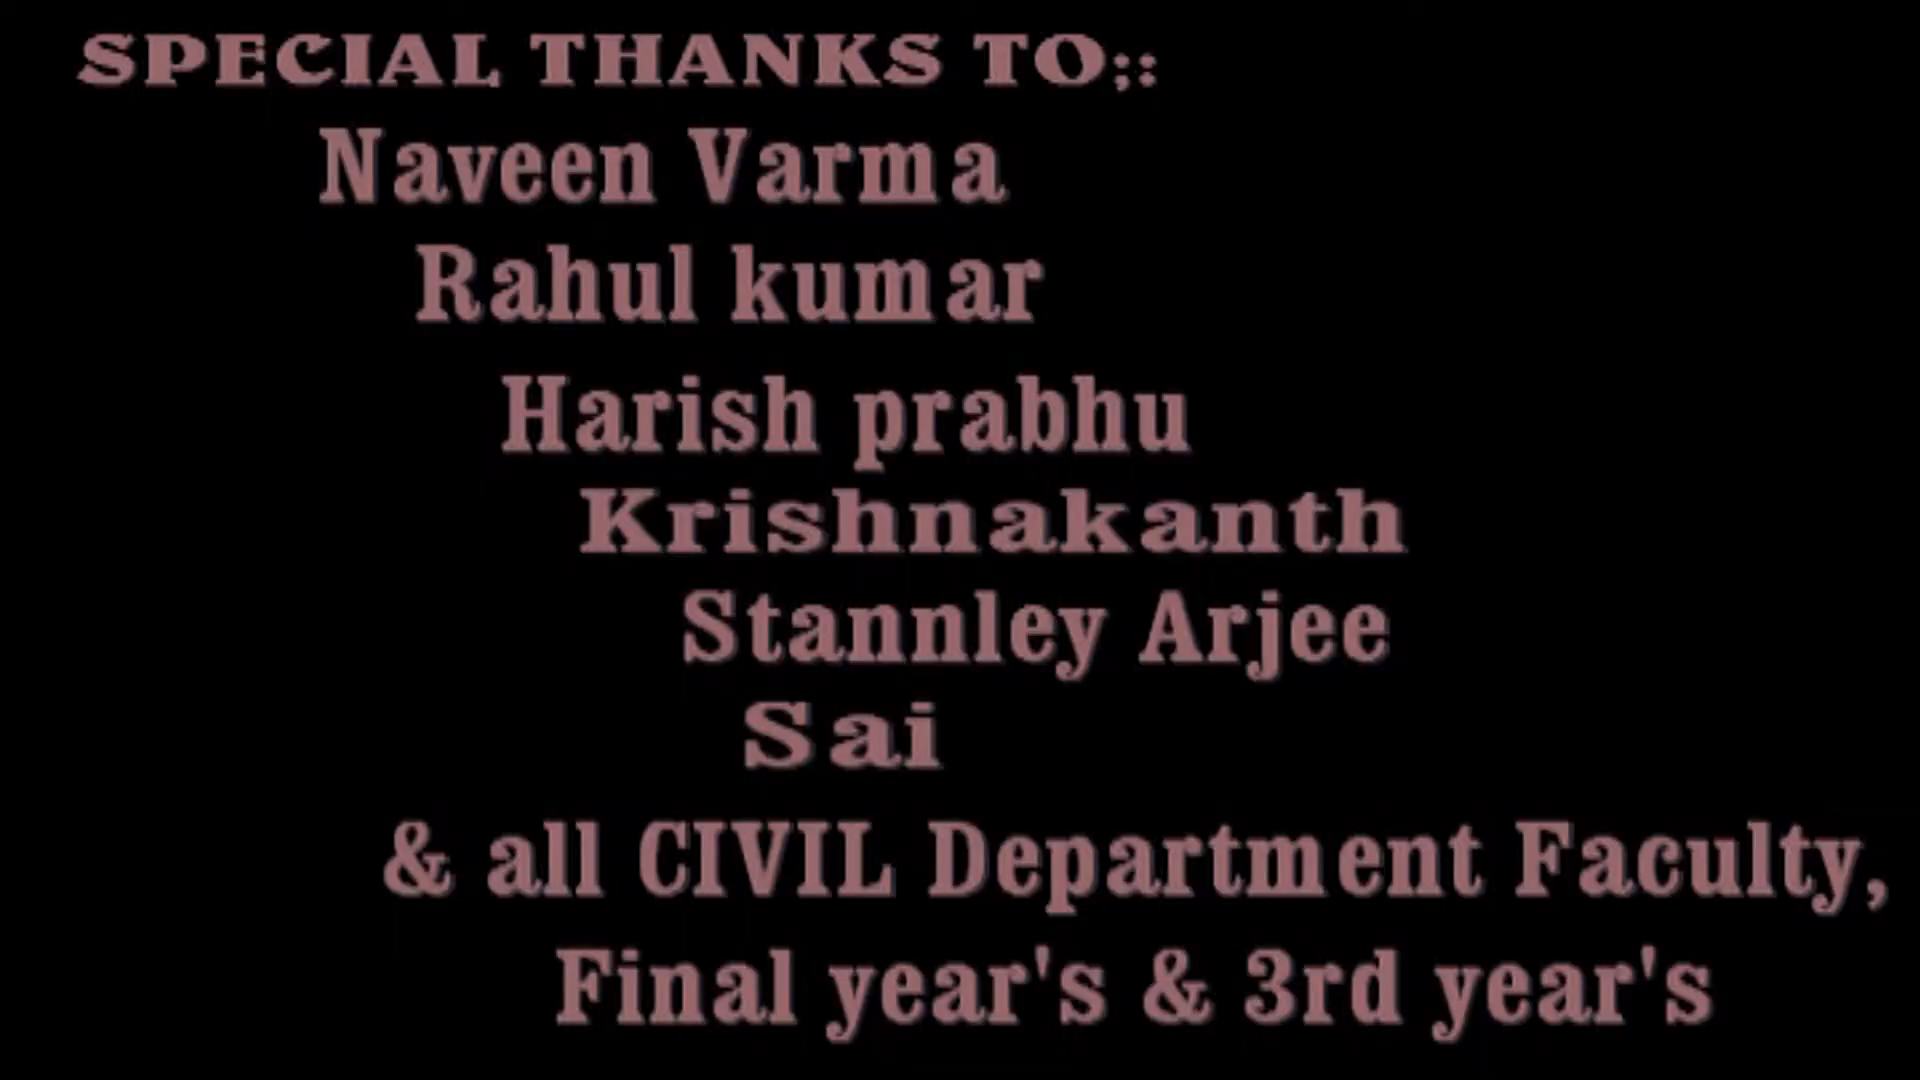 SPECIAL THANKS TO;:
Naveen Varma
Rahul kumar
Harish prabhu
Krishnakanth
Stannley Arjee
Sai
& all CIVIL Department Faculty,
Final year's & 3rd year's